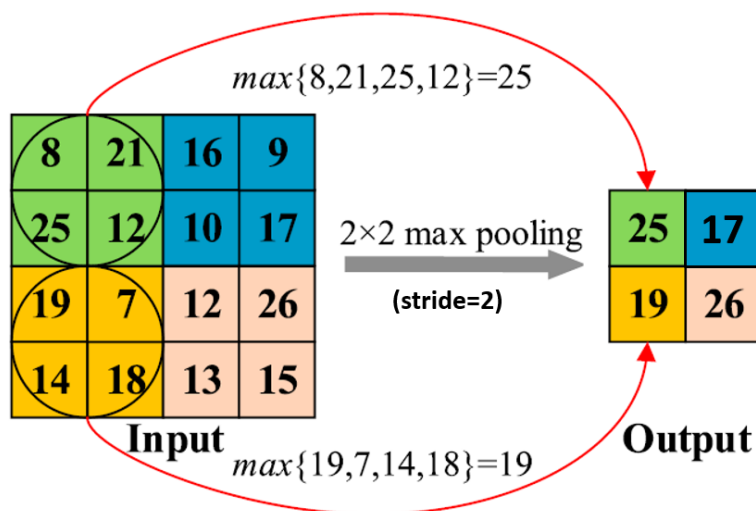 max{8,21,25,12}=25
8 21 16 9
25 12 10 17
19 7 12 26
14 18 13 15
Input
2×2 max pooling
(stride=2)
25 17
19 26
Output
max{19,7,14,18}=19